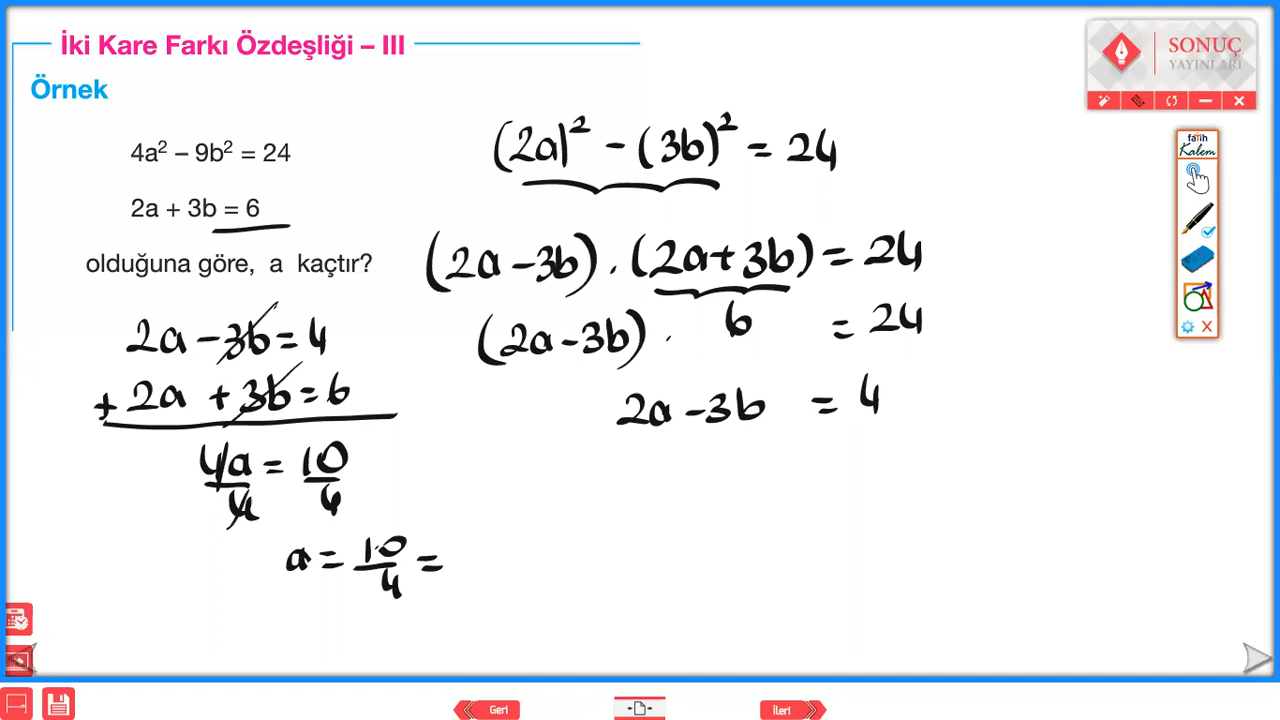 İki Kare Farkı Özdeşliği – III
SONUÇ
YAYINLARI
Örnek
4a² – 9b² = 24
2a + 3b = 6
olduğuna göre, a kaçtır?
(2a)² - (3b)² = 24
(2a - 3b) . (2a + 3b) = 24
(2a - 3b) . 6 = 24
2a - 3b = 4
2a - 3b = 4
+ 2a + 3b = 6
4a = 10
4 4
a = 10 =
4
fatih
Kalem
Geri
İleri